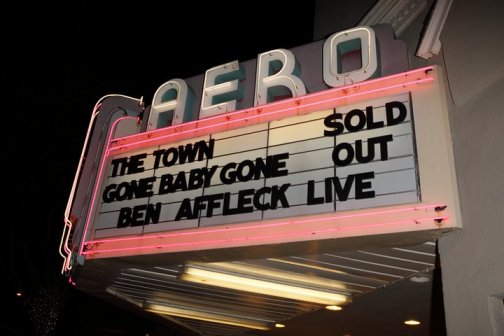 AERO
THE TOWN SOLD
GONE BABY GONE OUT
BEN AFFLECK LIVE